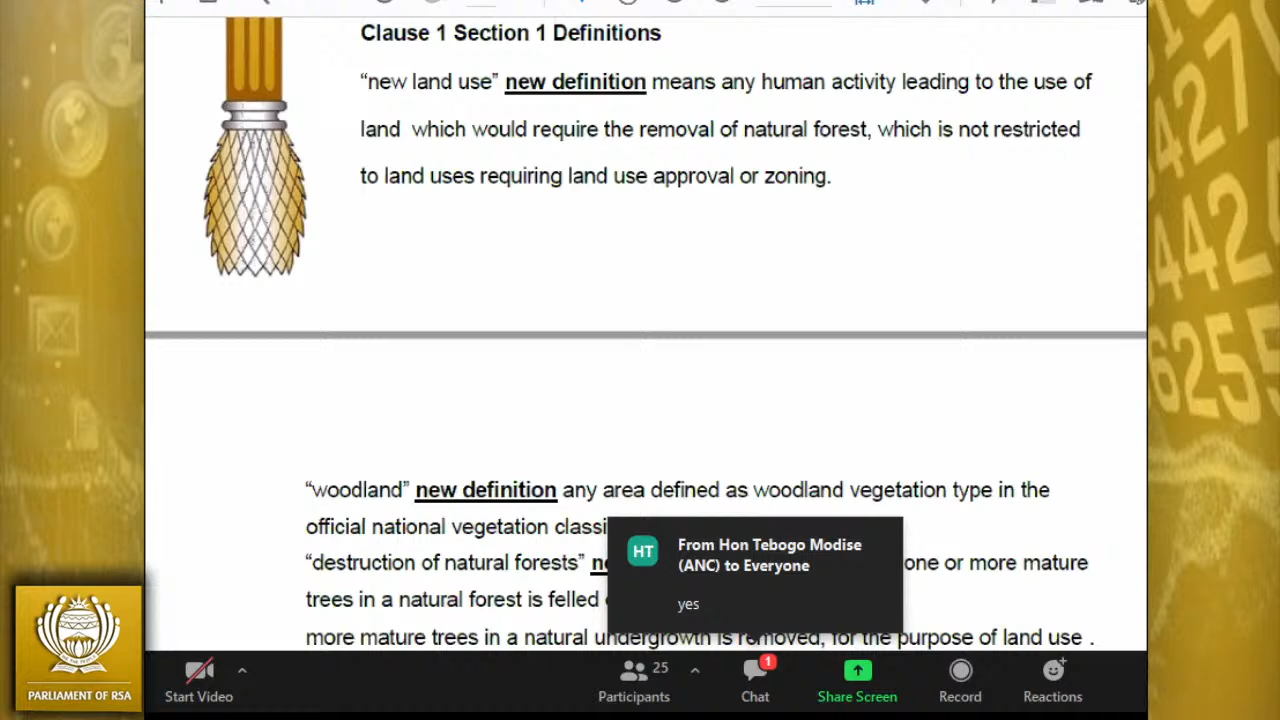 Clause 1 Section 1 Definitions
“new land use” new definition means any human activity leading to the use of
land which would require the removal of natural forest, which is not restricted
to land uses requiring land use approval or zoning.
“woodland” new definition any area defined as woodland vegetation type in the
official national vegetation classi
“destruction of natural forests” ne one or more mature
trees in a natural forest is felled
more mature trees in a natural undergrowth is removed, for the purpose of land use .
HT
From Hon Tebogo Modise
(ANC) to Everyone
yes
PARLIAMENT OF RSA
Start Video
25
Participants
1
Chat
Share Screen
Record
Reactions
427
442
6255